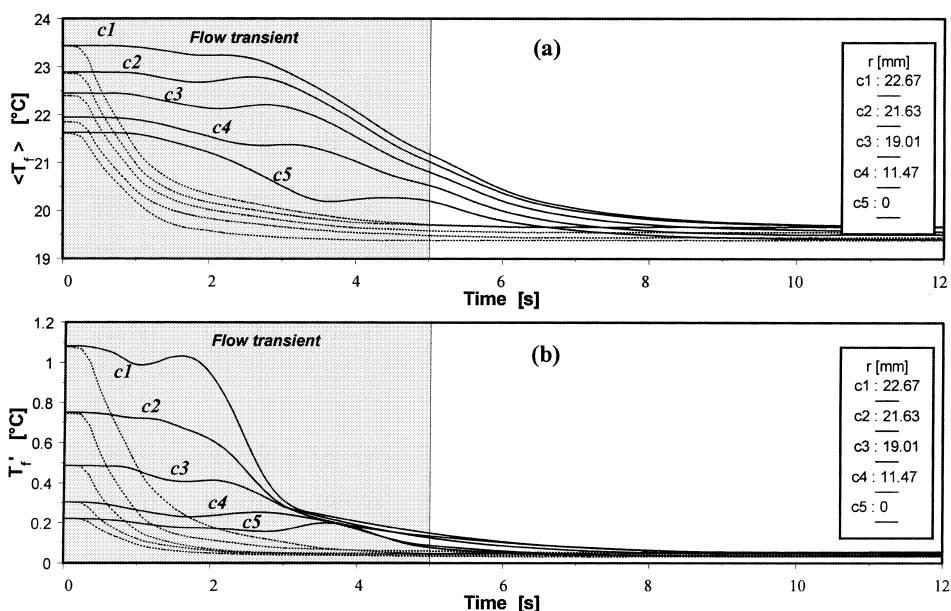 24
23
22
21
20
19
<T_f> [°C]
c1
Flow transient
c2
c3
c4
c5
(a)
r [mm]
c1 : 22.67
c2 : 21.63
c3 : 19.01
c4 : 11.47
c5 : 0
0 2 4 6 8 10 12
Time [s]
1.2
1
0.8
0.6
0.4
0.2
0
T_f' [°C]
Flow transient
c1
c2
c3
c4
c5
(b)
r [mm]
c1 : 22.67
c2 : 21.63
c3 : 19.01
c4 : 11.47
c5 : 0
0 2 4 6 8 10 12
Time [s]